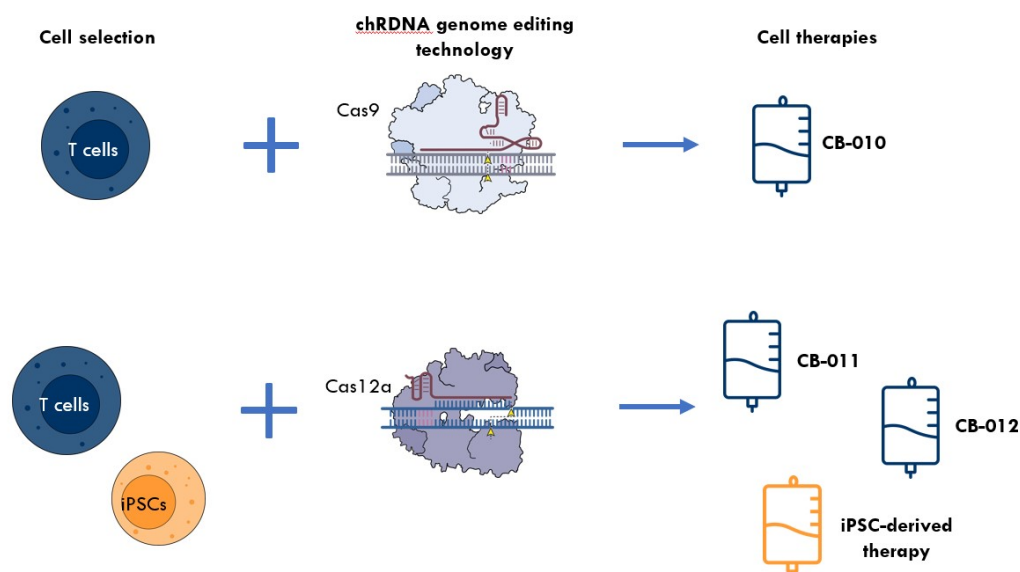 Cell selection
chRDNA genome editing
technology
Cell therapies
Cas9
T cells
CB-010
Cas12a
T cells
iPSCs
CB-011
CB-012
iPSC-derived
therapy